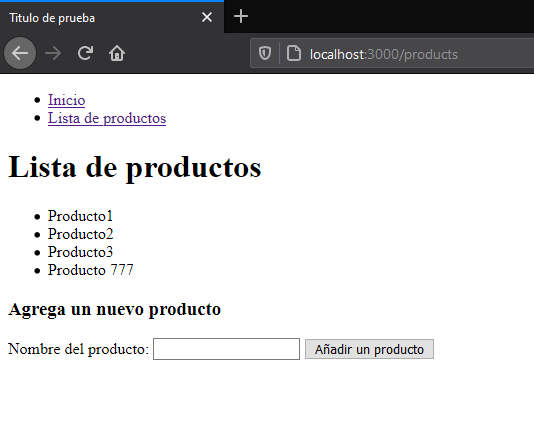 Titulo de prueba
localhost:3000/products
Inicio
Lista de productos
Lista de productos
Producto1
Producto2
Producto3
Producto 777
Agrega un nuevo producto
Nombre del producto: Añadir un producto